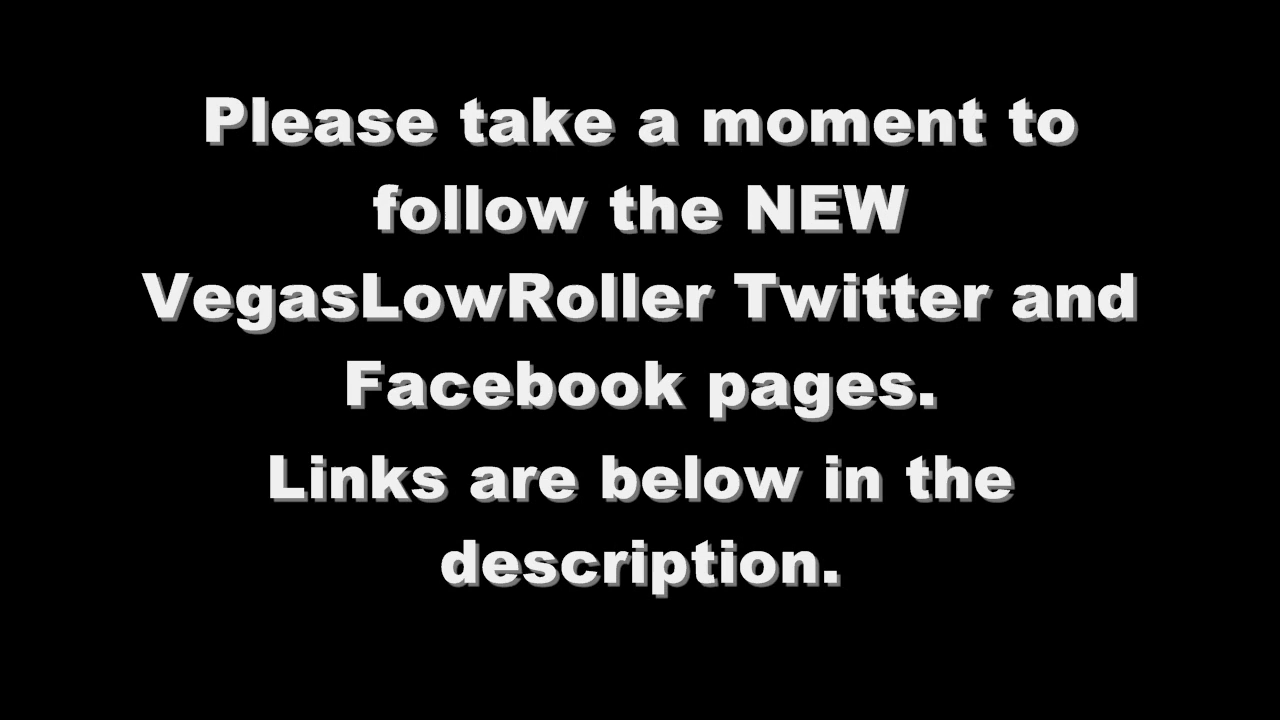 Please take a moment to
follow the NEW
VegasLowRoller Twitter and
Facebook pages.
Links are below in the
description.